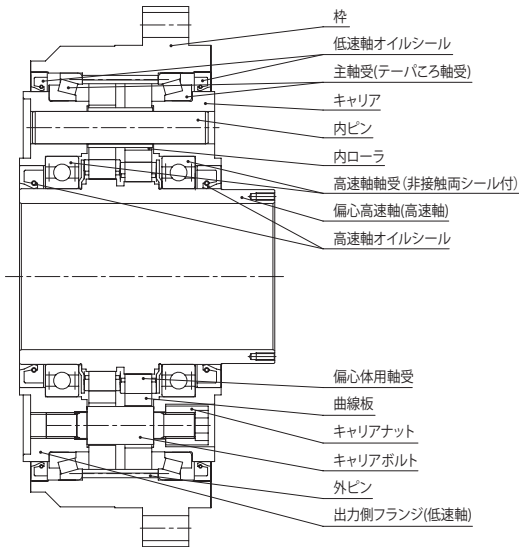 枠
低速軸オイルシール
主軸受(テーパころ軸受)
キャリア
内ピン
内ローラ
高速軸軸受(非接触両シール付)
偏心高速軸(高速軸)
高速軸オイルシール
偏心体用軸受
曲線板
キャリアナット
キャリアボルト
外ピン
出力側フランジ(低速軸)